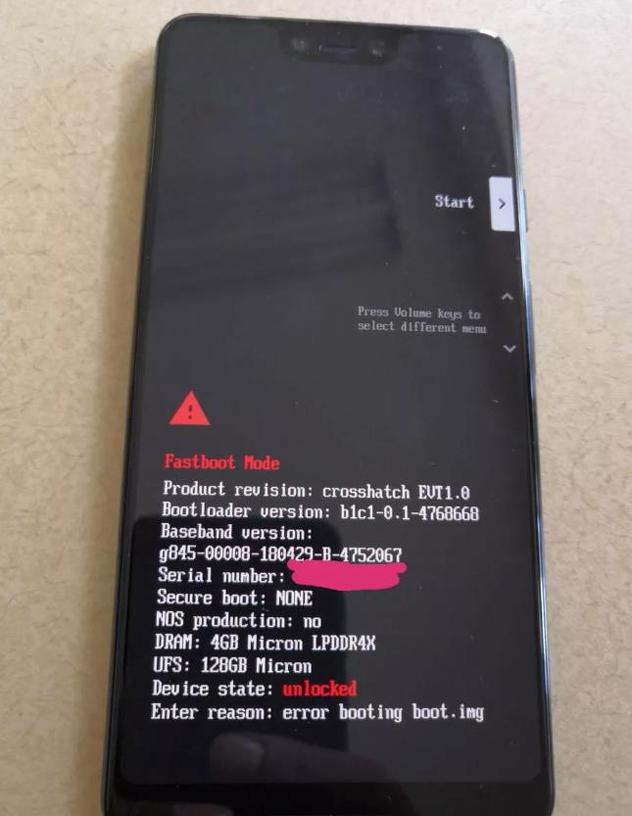 Start
Press Volume keys to
select different menu
Fastboot Mode
Product revision: crosshatch EVT1.0
Bootloader version: b1c1-0.1-4768668
Baseband version:
g845-00008-180429-B-4752067
Serial number:
Secure boot: NONE
NOS production: no
DRAM: 4GB Micron LPDDR4X
UFS: 128GB Micron
Device state: unlocked
Enter reason: error booting boot.img